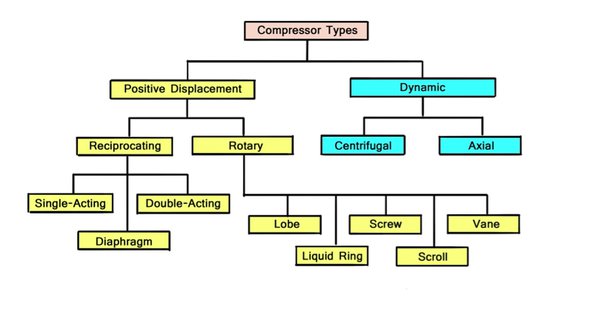 Compressor Types
Positive Displacement
Dynamic
Reciprocating
Rotary
Centrifugal
Axial
Single-Acting
Double-Acting
Diaphragm
Lobe
Screw
Vane
Liquid Ring
Scroll